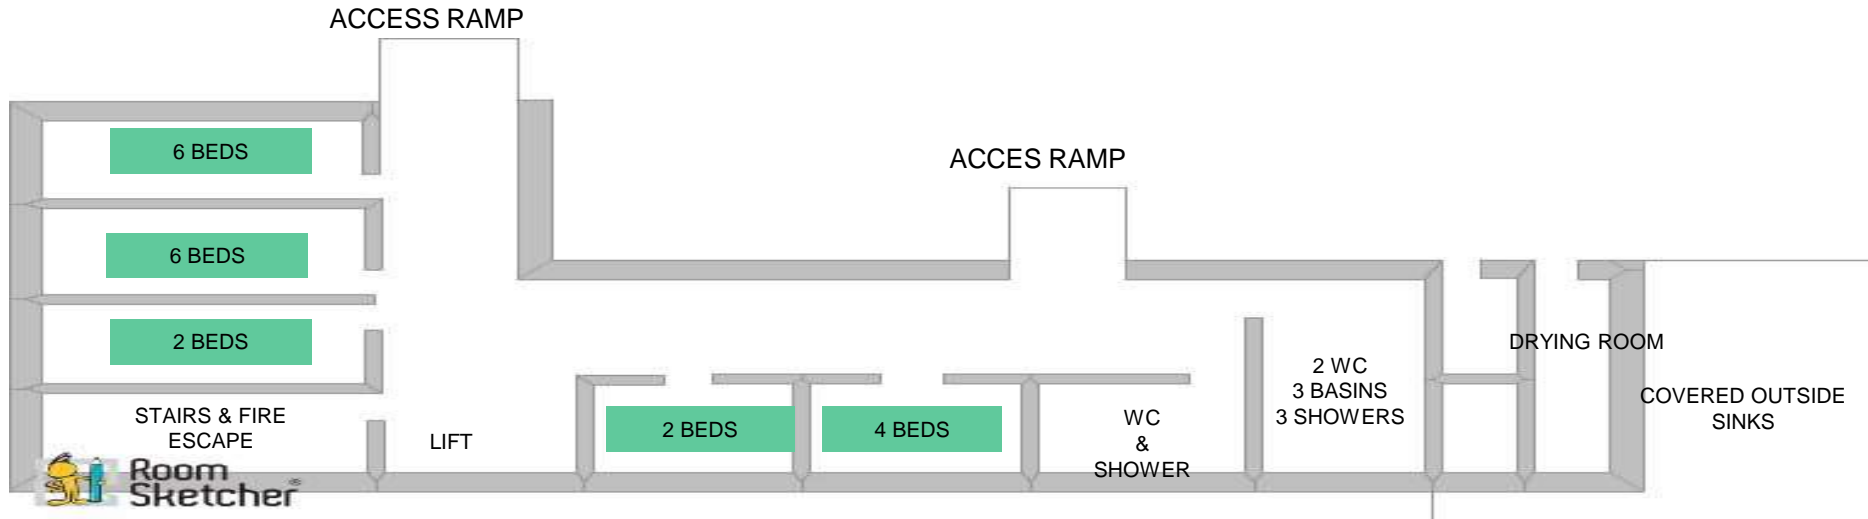 ACCESS RAMP
6 BEDS
ACCES RAMP
6 BEDS
2 BEDS
DRYING ROOM
2 WC
3 BASINS
3 SHOWERS
COVERED OUTSIDE
SINKS
STAIRS & FIRE
ESCAPE
LIFT
2 BEDS
4 BEDS
WC
&
SHOWER
Room
Sketcher®